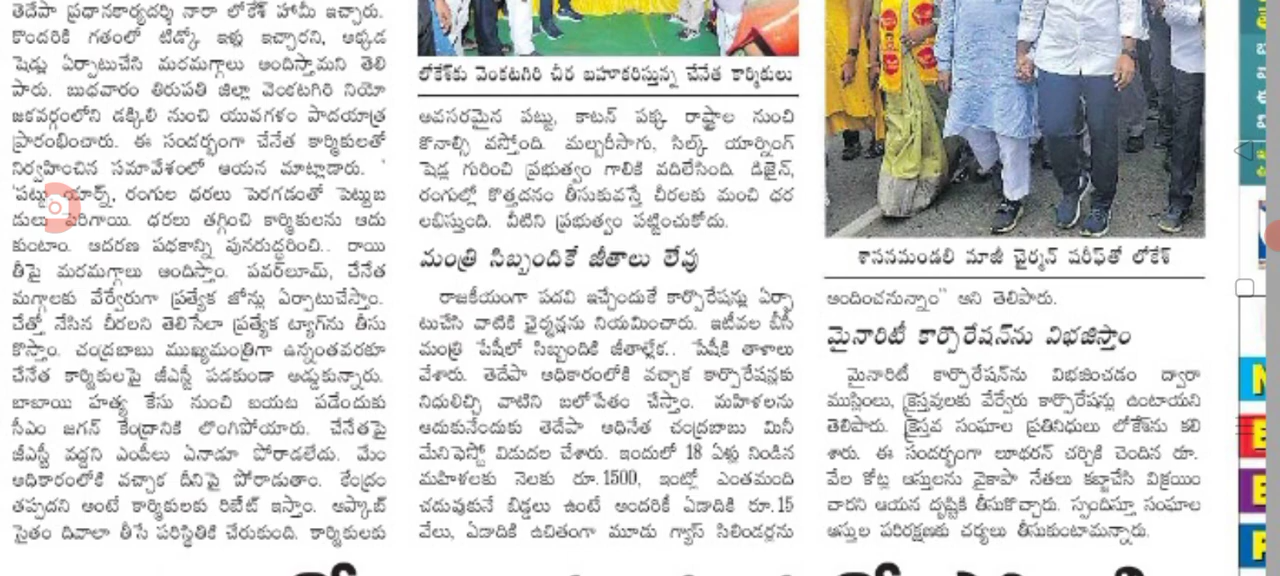 తెదేపా ప్రధానకార్యదర్శి నారా లోకేశ్ హామీ ఇచ్చారు.
కొందరికి గతంలో టిడ్కో ఇళ్లు ఇచ్చారని, అక్కడ
షెడ్లు ఏర్పాటుచేసి మరమగ్గాలు అందిస్తామని తెలి
పారు. బుధవారం తిరుపతి జిల్లా వెంకటగిరి నియో
జకవర్గంలోని డక్కిలి నుంచి యువగళం పాదయాత్ర
ప్రారంభించారు. ఈ సందర్భంగా చేనేత కార్మికులతో
నిర్వహించిన సమావేశంలో ఆయన మాట్లాడారు. '
'పట్టు యార్న్, రంగుల ధరలు పెరగడంతో పెట్టుబ
డులు పెరిగాయి. ధరలు తగ్గించి కార్మికులను ఆదు
కుంటాం. ఆదరణ పథకాన్ని పునరుద్ధరించి.. రాయి
తీపై మరమగ్గాలు అందిస్తాం. పవర్‌లూమ్, చేనేత
మగ్గాలకు వేర్వేరుగా ప్రత్యేక జోన్లు ఏర్పాటుచేస్తాం.
చేత్తో నేసిన చీరలని తెలిసేలా ప్రత్యేక ట్యాగ్‌ను తీసు
కొస్తాం. చంద్రబాబు ముఖ్యమంత్రిగా ఉన్నంతవరకూ
చేనేత కార్మికులపై జీఎస్టీ పడకుండా అడ్డుకున్నారు.
బాబాయి హత్య కేసు నుంచి బయట పడేందుకు
సీఎం జగన్ కేంద్రానికి లొంగిపోయారు. చేనేతపై
జీఎస్టీ వద్దని ఎంపీలు ఏనాడూ పోరాడలేదు. మేం
అధికారంలోకి వచ్చాక దీనిపై పోరాడుతాం. కేంద్రం
తప్పదని అంటే కార్మికులకు రిబేట్ ఇస్తాం. ఆప్కాబ్
సైతం దివాలా తీసే పరిస్థితికి చేరుకుంది. కార్మికులకు
లోకేశ్‌కు వెంకటగిరి చీర బహూకరిస్తున్న చేనేత కార్మికులు
అవసరమైన పట్టు, కాటన్ పక్క రాష్ట్రాల నుంచి
కొనాల్సి వస్తోంది. మల్బరీసాగు, సిల్క్ యార్నింగ్
షెడ్ల గురించి ప్రభుత్వం గాలికి వదిలేసింది. డిజైన్,
రంగుల్లో కొత్తదనం తీసుకువస్తే చీరలకు మంచి ధర
లభిస్తుంది. వీటిని ప్రభుత్వం పట్టించుకోదు.
మంత్రి సిబ్బందికే జీతాలు లేవు
రాజకీయంగా పదవి ఇచ్చేందుకే కార్పొరేషన్లు ఏర్పా
టుచేసి వాటికి ఛైర్మన్లను నియమించారు. ఇటీవల బీసీ
మంత్రి పేషీలో సిబ్బందికి జీతాల్లేక.. పేషీకి తాళాలు
వేశారు. తెదేపా అధికారంలోకి వచ్చాక కార్పొరేషన్లకు
నిధులిచ్చి వాటిని బలోపేతం చేస్తాం. మహిళలను
ఆదుకునేందుకు తెదేపా అధినేత చంద్రబాబు మినీ
మేనిఫెస్టో విడుదల చేశారు. ఇందులో 18 ఏళ్లు నిండిన
మహిళలకు నెలకు రూ.1500, ఇంట్లో ఎంతమంది
చదువుకునే బిడ్డలు ఉంటే అందరికీ ఏడాదికి రూ.15
వేలు, ఏడాదికి ఉచితంగా మూడు గ్యాస్ సిలిండర్లను
శాసనమండలి మాజీ ఛైర్మన్ షరీఫ్‌తో లోకేశ్
అందించనున్నాం" అని తెలిపారు.
మైనారిటీ కార్పొరేషన్‌ను విభజిస్తాం
మైనారిటీ కార్పొరేషన్‌ను విభజించడం ద్వారా
ముస్లింలు, క్రైస్తవులకు వేర్వేరు కార్పొరేషన్లు ఉంటాయని
తెలిపారు. క్రైస్తవ సంఘాల ప్రతినిధులు లోకేశ్‌ను కలి
శారు. ఈ సందర్భంగా లూథరన్ చర్చికి చెందిన రూ.
వేల కోట్ల ఆస్తులను వైకాపా నేతలు కబ్జాచేసి విక్రయిం
చారని ఆయన దృష్టికి తీసుకొచ్చారు. స్పందిస్తూ సంఘాల
ఆస్తుల పరిరక్షణకు చర్యలు తీసుకుంటామన్నారు.